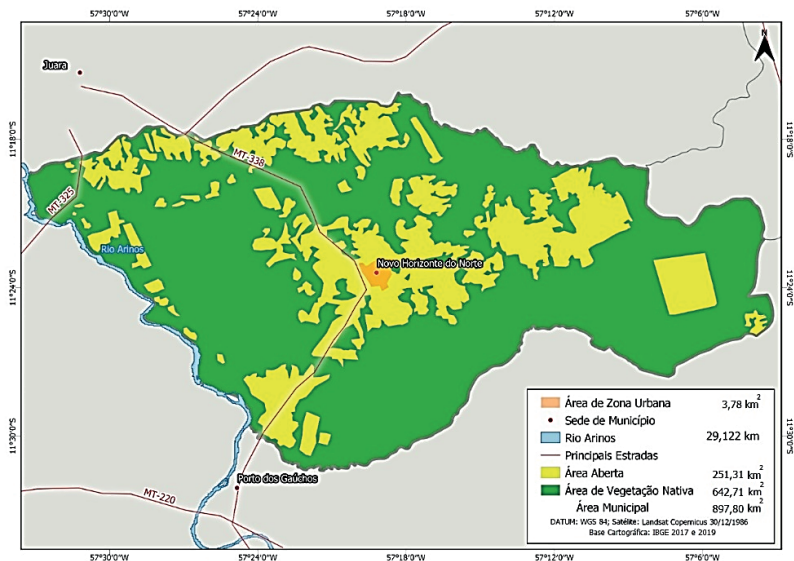 57°30'0"W 57°24'0"W 57°18'0"W 57°12'0"W 57°6'0"W
N
Juara
11°18'0"S 11°18'0"S
MT-338
MT-325
Rio Arinos
Novo Horizonte do Norte
11°24'0"S 11°24'0"S
Área de Zona Urbana 3,78 km²
Sede de Município
Rio Arinos 29,122 km
Principais Estradas
Área Aberta 251,31 km²
Área de Vegetação Nativa 642,71 km²
Área Municipal 897,80 km²
DATUM: WGS 84; Satélite: Landsat Copernicus 30/12/1986
Base Cartográfica: IBGE 2017 e 2019
11°30'0"S 11°30'0"S
Porto dos Gaúchos
MT-220
57°30'0"W 57°24'0"W 57°18'0"W 57°12'0"W 57°6'0"W